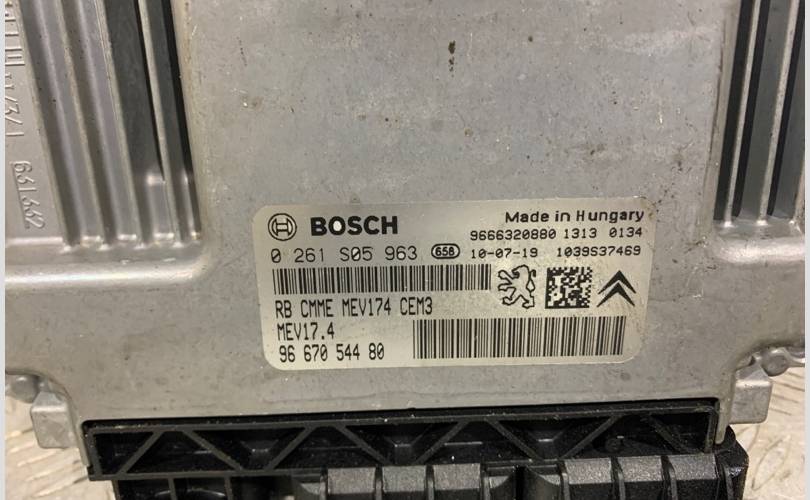 BOSCH
Made in Hungary
9666320880 1313 0134
0 261 S05 963 658 10-07-19 1039S37469
RB CMME MEV174 CEM3
MEV17.4
96 670 544 80